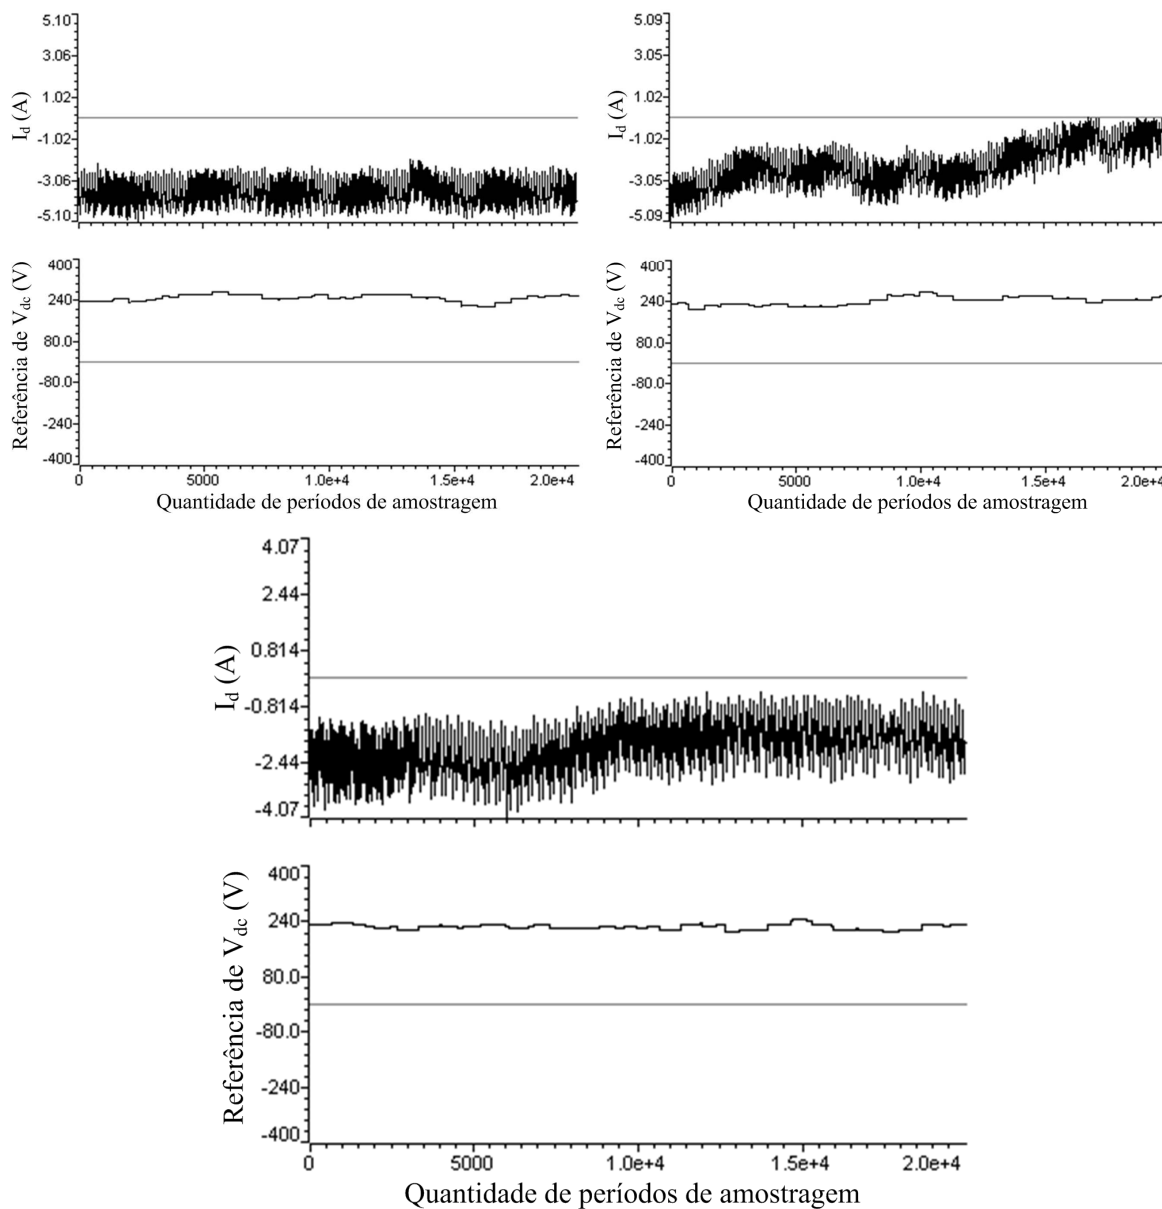 5.10
3.06
1.02
-1.02
-3.06
-5.10
I_d (A)
400
240
80.0
-80.0
-240
-400
Referência de V_dc (V)
0
5000
1.0e+4
1.5e+4
2.0e+4
Quantidade de períodos de amostragem
5.09
3.05
1.02
-1.02
-3.05
-5.09
I_d (A)
400
240
80.0
-80.0
-240
-400
Referência de V_dc (V)
0
5000
1.0e+4
1.5e+4
2.0e+4
Quantidade de períodos de amostragem
4.07
2.44
0.814
-0.814
-2.44
-4.07
I_d (A)
400
240
80.0
-80.0
-240
-400
Referência de V_dc (V)
0
5000
1.0e+4
1.5e+4
2.0e+4
Quantidade de períodos de amostragem